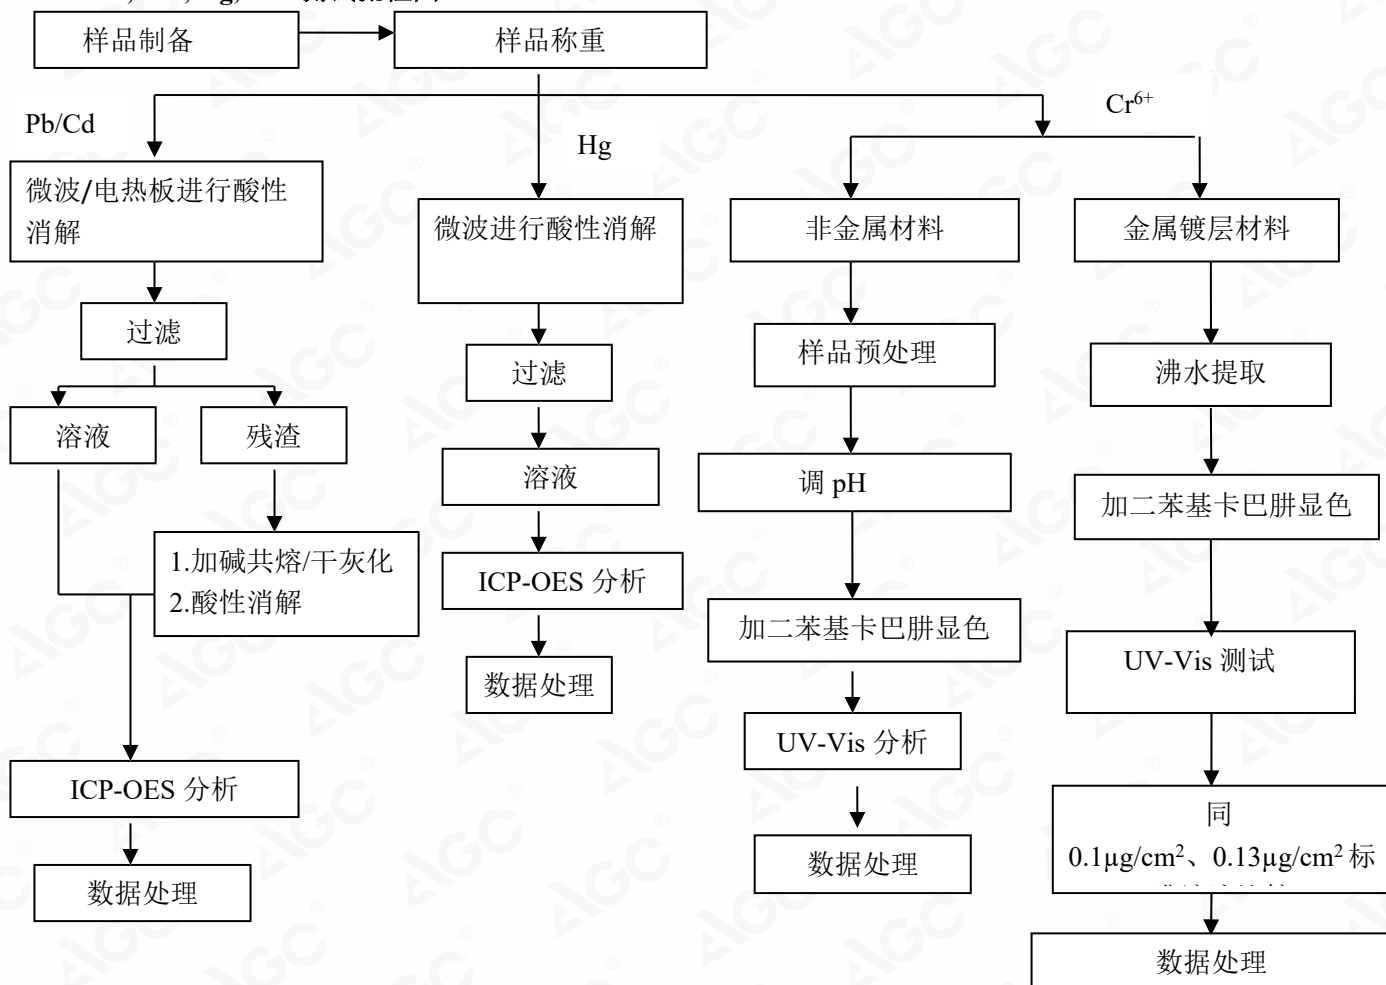 样品制备
样品称重
Pb/Cd
Hg
Cr⁶⁺
微波/电热板进行酸性
消解
过滤
溶液
残渣
1.加碱共熔/干灰化
2.酸性消解
ICP-OES 分析
数据处理
微波进行酸性消解
过滤
溶液
ICP-OES 分析
数据处理
非金属材料
样品预处理
调 pH
加二苯基卡巴肼显色
UV-Vis 分析
数据处理
金属镀层材料
沸水提取
加二苯基卡巴肼显色
UV-Vis 测试
同
0.1µg/cm²、0.13µg/cm² 标
数据处理
AGC